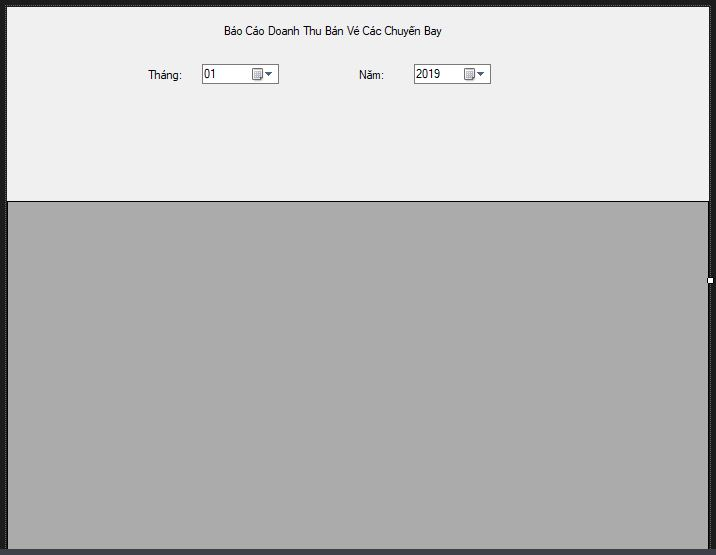 Báo Cáo Doanh Thu Bán Vé Các Chuyến Bay
Tháng: 01 Năm: 2019